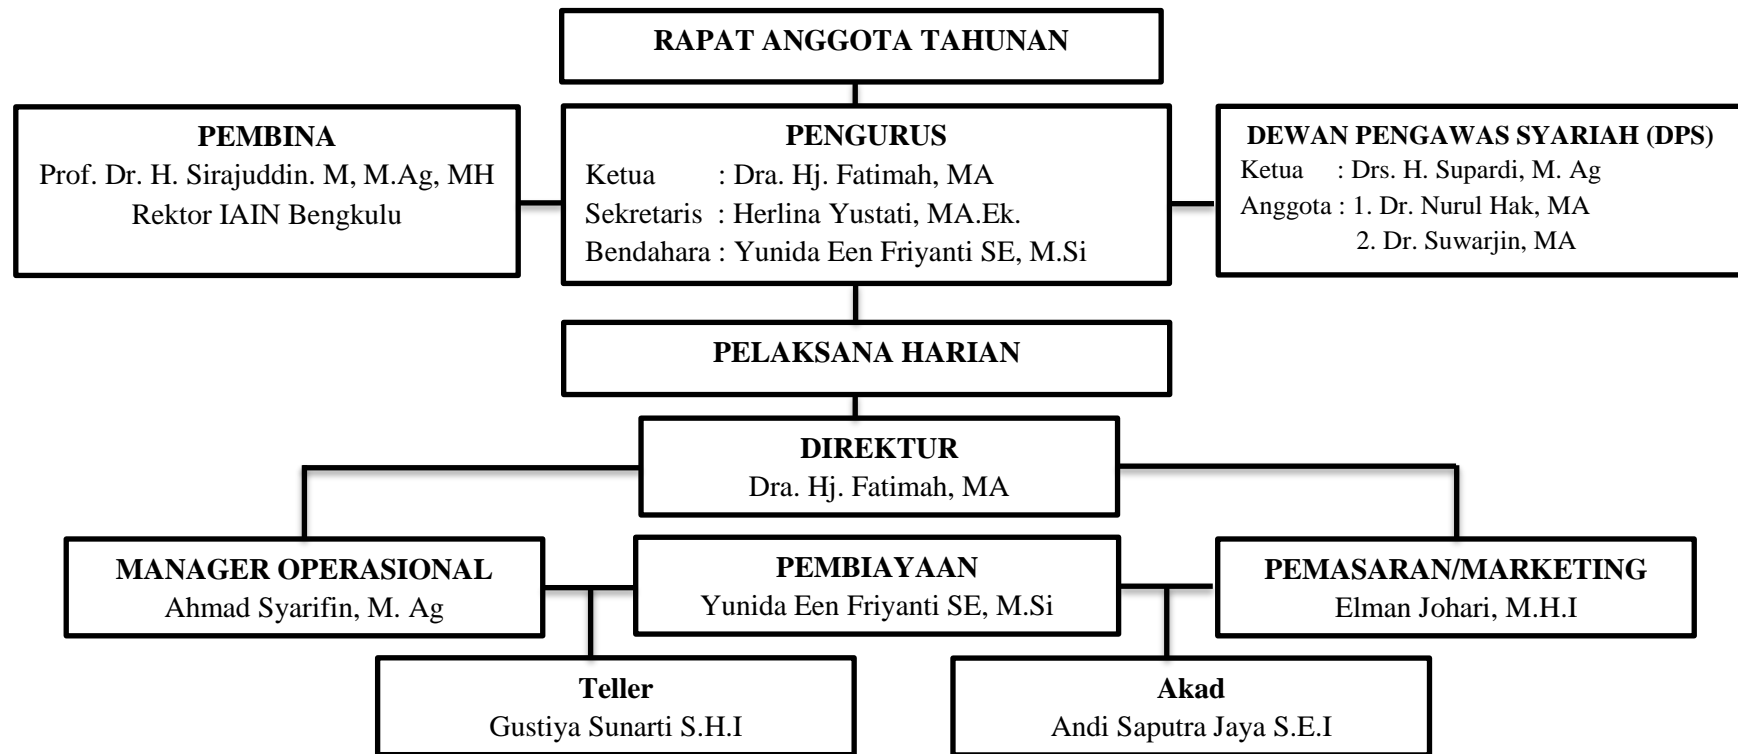 RAPAT ANGGOTA TAHUNAN
PEMBINA
Prof. Dr. H. Sirajuddin. M, M.Ag, MH
Rektor IAIN Bengkulu
PENGURUS
Ketua : Dra. Hj. Fatimah, MA
Sekretaris : Herlina Yustati, MA.Ek.
Bendahara : Yunida Een Friyanti SE, M.Si
DEWAN PENGAWAS SYARIAH (DPS)
Ketua : Drs. H. Supardi, M. Ag
Anggota : 1. Dr. Nurul Hak, MA
2. Dr. Suwarjin, MA
PELAKSANA HARIAN
DIREKTUR
Dra. Hj. Fatimah, MA
MANAGER OPERASIONAL
Ahmad Syarifin, M. Ag
PEMBIAYAAN
Yunida Een Friyanti SE, M.Si
PEMASARAN/MARKETING
Elman Johari, M.H.I
Teller
Gustiya Sunarti S.H.I
Akad
Andi Saputra Jaya S.E.I